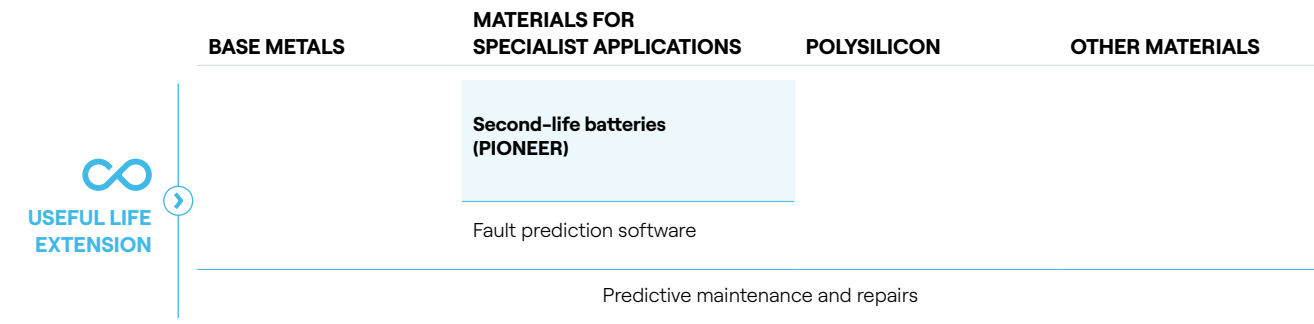 BASE METALS
MATERIALS FOR
SPECIALIST APPLICATIONS
POLYSILICON
OTHER MATERIALS
USEFUL LIFE
EXTENSION
Second-life batteries
(PIONEER)
Fault prediction software
Predictive maintenance and repairs